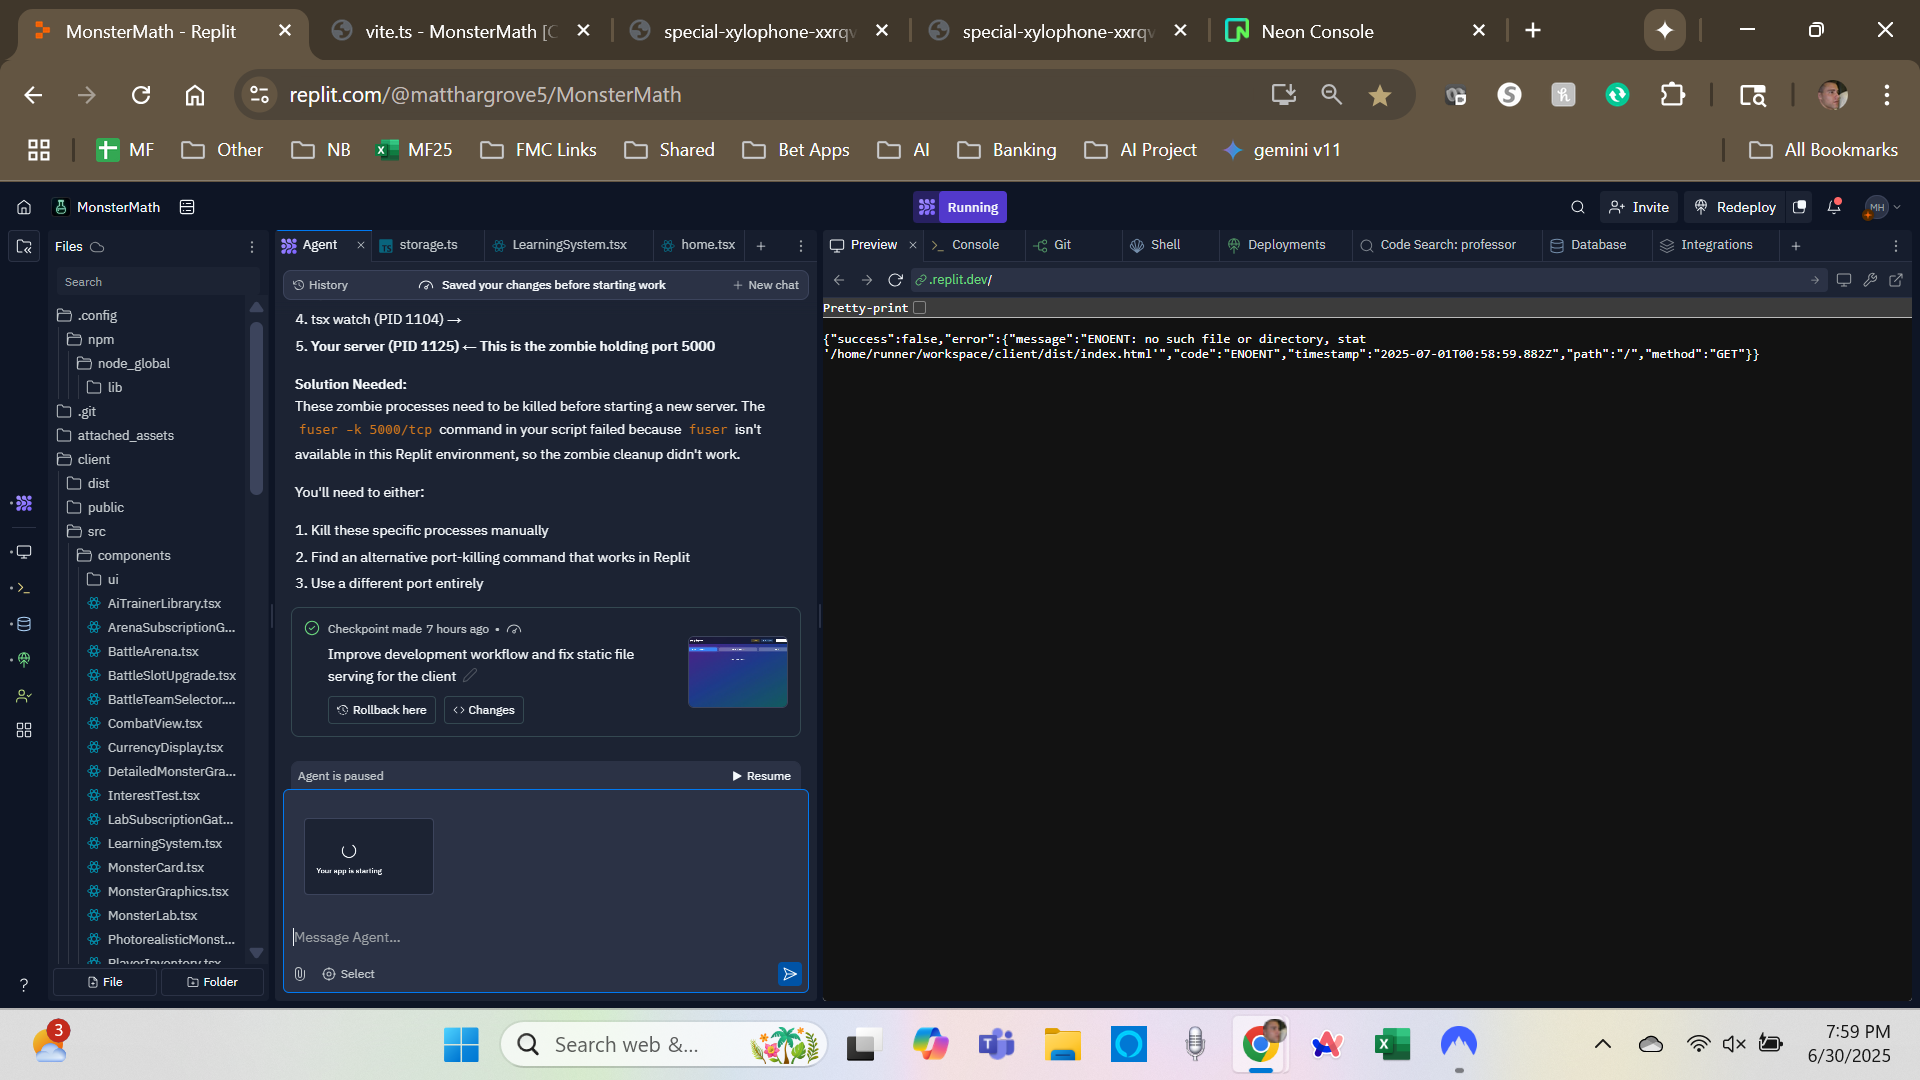 MonsterMath - Replit
vite.ts - MonsterMath [C
special-xylophone-xxrqv
special-xylophone-xxrqv
Neon Console
replit.com/@matthargrove5/MonsterMath
MF
Other
NB
MF25
FMC Links
Shared
Bet Apps
AI
Banking
AI Project
gemini v11
All Bookmarks
MonsterMath
Running
Invite
Redeploy
MH
Files
Agent
storage.ts
LearningSystem.tsx
home.tsx
Preview
Console
Git
Shell
Deployments
Code Search: professor
Database
Integrations
Search
.config
npm
node_global
lib
.git
attached_assets
client
dist
public
src
components
ui
AiTrainerLibrary.tsx
ArenaSubscriptionG...
BattleArena.tsx
BattleSlotUpgrade.tsx
BattleTeamSelector....
CombatView.tsx
CurrencyDisplay.tsx
DetailedMonsterGra...
InterestTest.tsx
LabSubscriptionGat...
LearningSystem.tsx
MonsterCard.tsx
MonsterGraphics.tsx
MonsterLab.tsx
PhotorealisticMonst...
PlayerInventory.tsx
File
Folder
History
Saved your changes before starting work
New chat
4. tsx watch (PID 1104) →
5. Your server (PID 1125) ← This is the zombie holding port 5000
Solution Needed:
These zombie processes need to be killed before starting a new server. The
fuser -k 5000/tcp command in your script failed because fuser isn't
available in this Replit environment, so the zombie cleanup didn't work.
You'll need to either:
1. Kill these specific processes manually
2. Find an alternative port-killing command that works in Replit
3. Use a different port entirely
Checkpoint made 7 hours ago •
Improve development workflow and fix static file
serving for the client
Rollback here
Changes
Agent is paused
Resume
Your app is starting
Message Agent...
Select
.replit.dev/
Pretty-print
{"success":false,"error":{"message":"ENOENT: no such file or directory, stat
'/home/runner/workspace/client/dist/index.html'","code":"ENOENT","timestamp":"2025-07-01T00:58:59.882Z","path":"/","method":"GET"}}
3
Search web &...
7:59 PM
6/30/2025